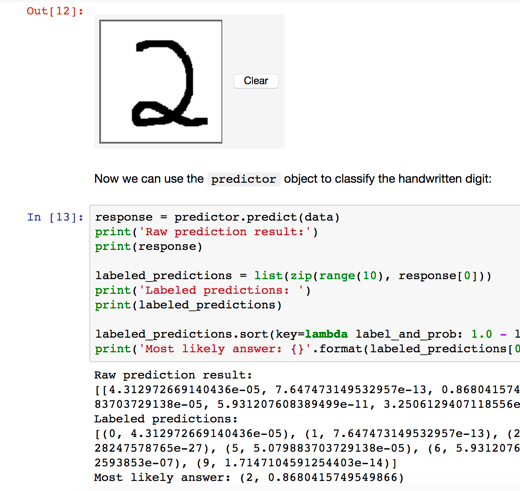 Out[12]:
2
Clear
Now we can use the predictor object to classify the handwritten digit:
In [13]:
response = predictor.predict(data)
print('Raw prediction result:')
print(response)
labeled_predictions = list(zip(range(10), response[0]))
print('Labeled predictions: ')
print(labeled_predictions)
labeled_predictions.sort(key=lambda label_and_prob: 1.0 - l
print('Most likely answer: {}'.format(labeled_predictions[0
Raw prediction result:
[[4.312972669140436e-05, 7.647473149532957e-13, 0.868041574
83703729138e-05, 5.931207608389499e-11, 3.2506129407118556e
Labeled predictions:
[(0, 4.312972669140436e-05), (1, 7.647473149532957e-13), (2
28247578765e-27), (5, 5.079883703729138e-05), (6, 5.9312076
2593853e-07), (9, 1.7147104591254403e-14)]
Most likely answer: (2, 0.8680415749549866)